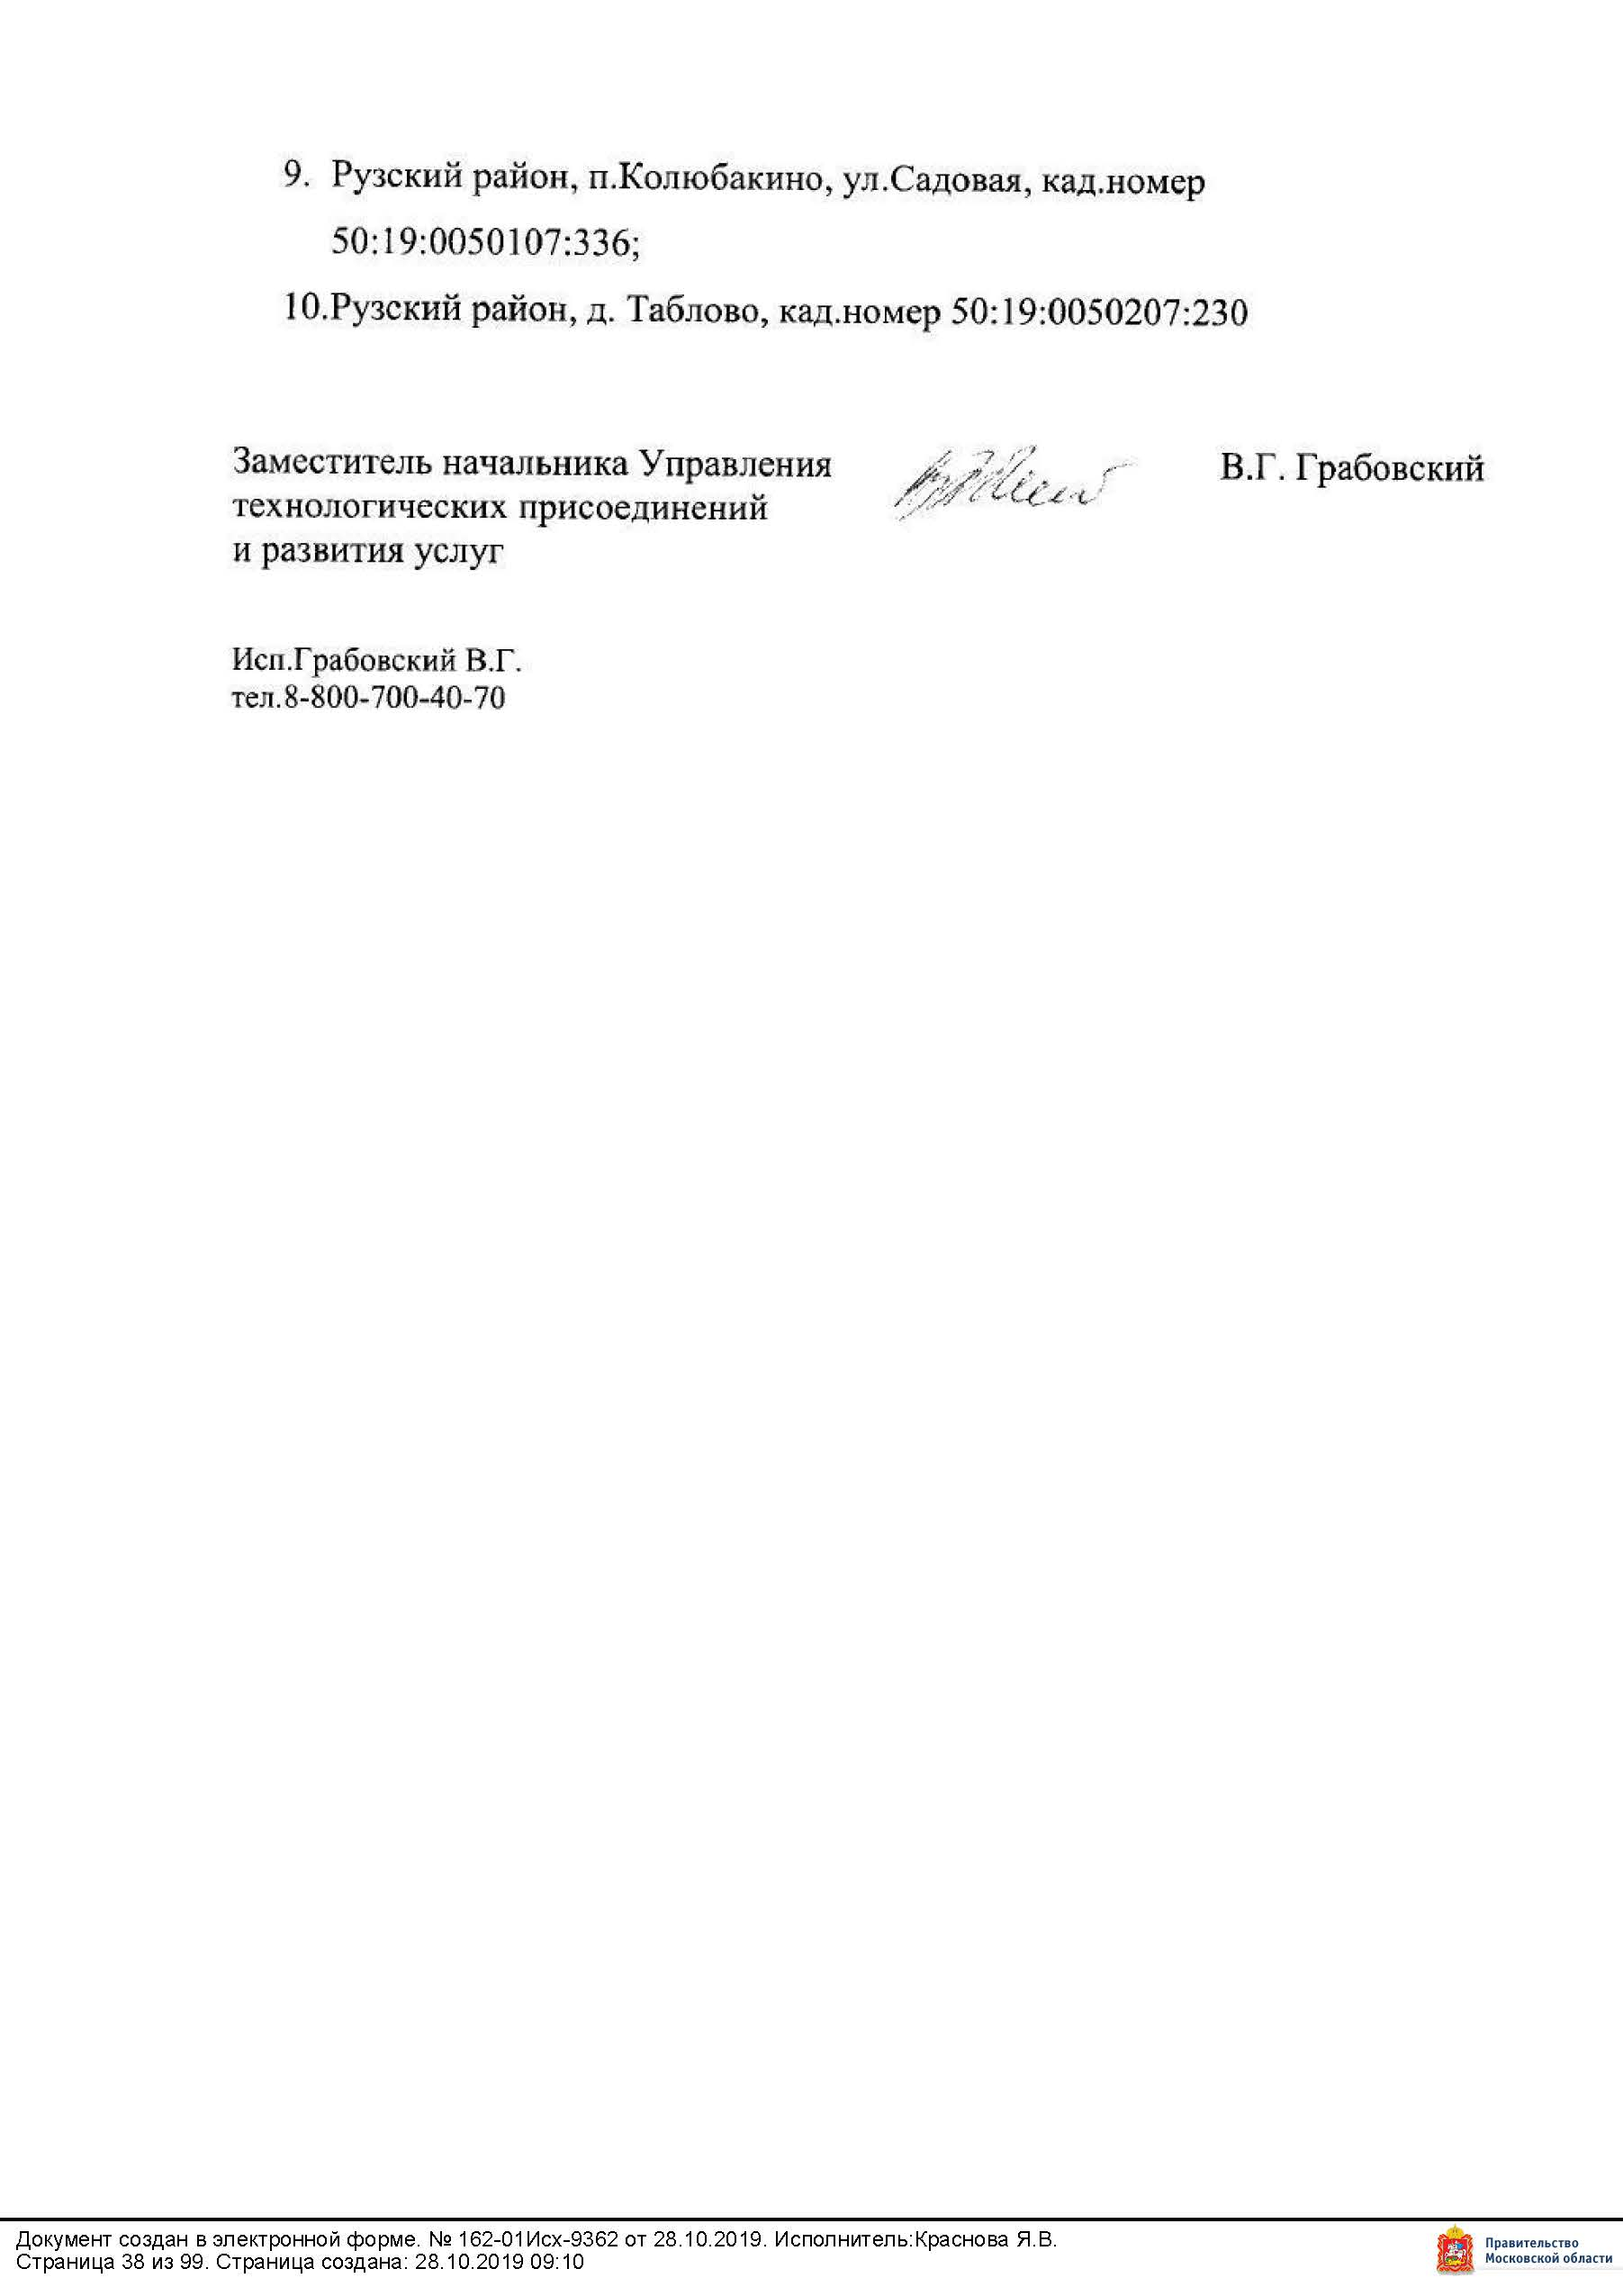 9. Рузский район, п.Колюбакино, ул.Садовая, кад.номер
50:19:0050107:336;
10.Рузский район, д. Таблово, кад.номер 50:19:0050207:230
Заместитель начальника Управления
технологических присоединений
и развития услуг
В.Г. Грабовский
Исп.Грабовский В.Г.
тел.8-800-700-40-70
Документ создан в электронной форме. № 162-01Исх-9362 от 28.10.2019. Исполнитель:Краснова Я.В.
Страница 38 из 99. Страница создана: 28.10.2019 09:10
Правительство
Московской области